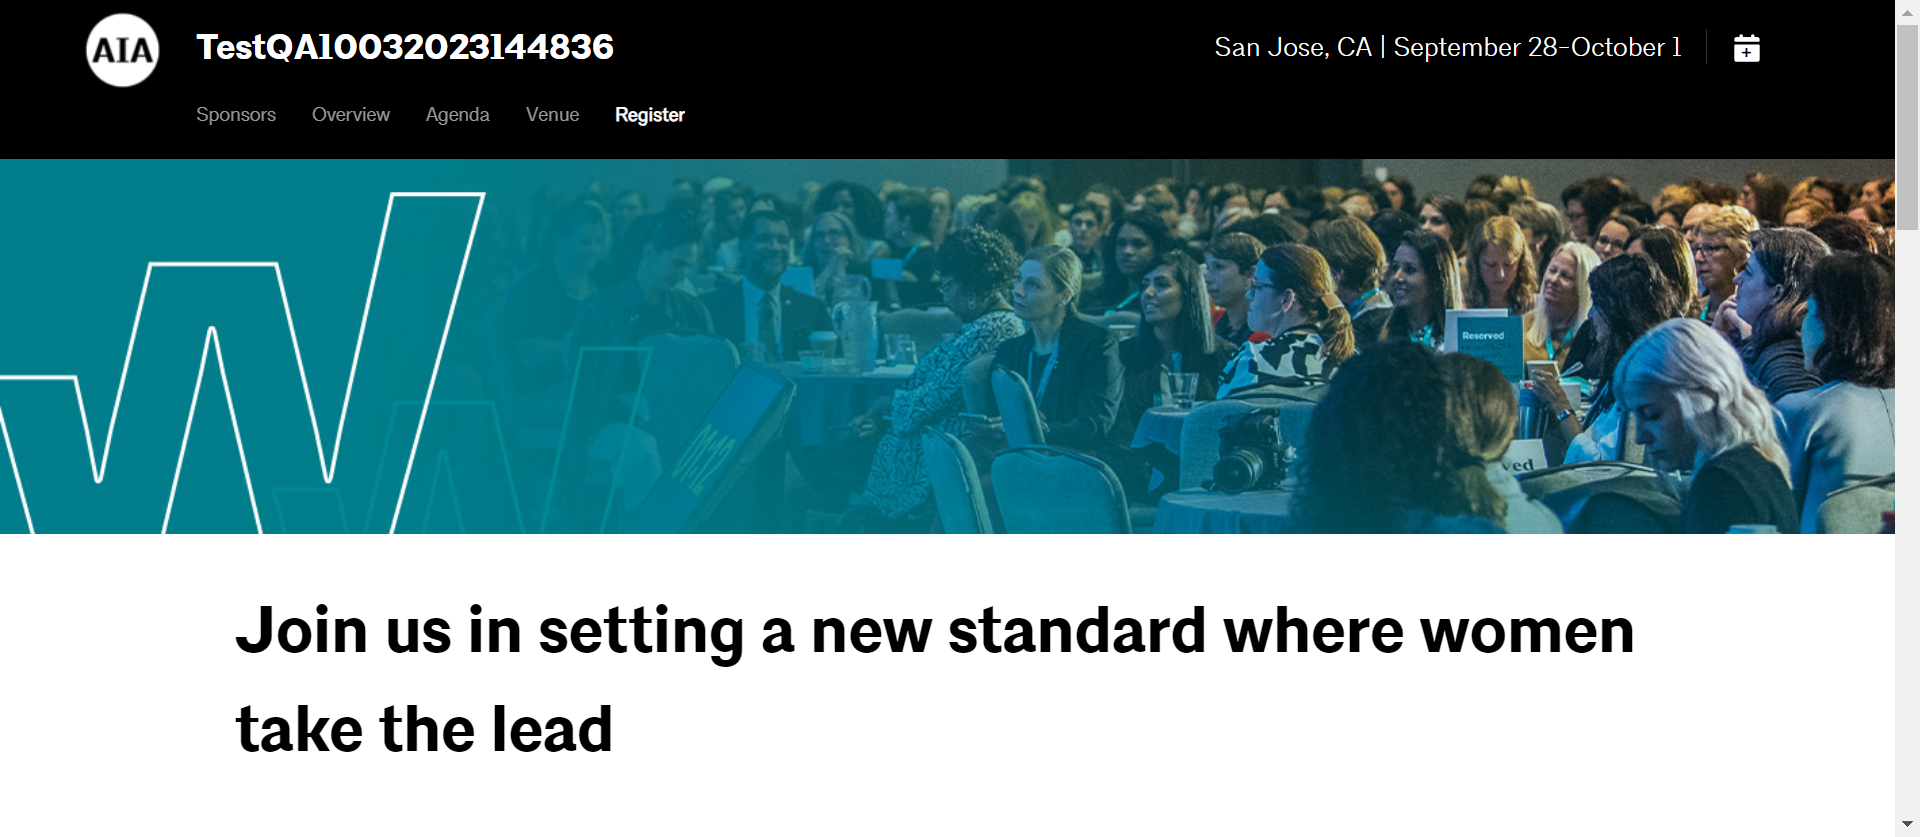 AIA
TestQA10032023144836
San Jose, CA | September 28-October 1
Sponsors Overview Agenda Venue Register
Reserved
ved
Join us in setting a new standard where women
take the lead